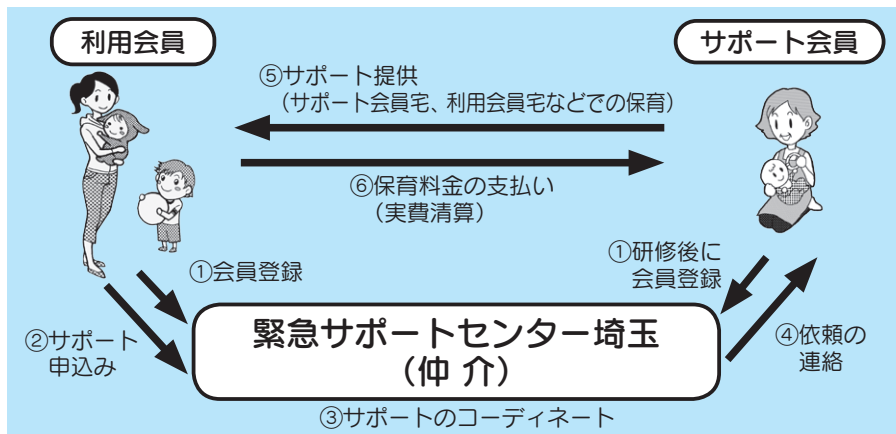 利用会員
サポート会員
⑤サポート提供
（サポート会員宅、利用会員宅などでの保育）
⑥保育料金の支払い
（実費清算）
①会員登録
①研修後に
会員登録
②サポート
申込み
緊急サポートセンター埼玉
（仲 介）
④依頼の
連絡
③サポートのコーディネート